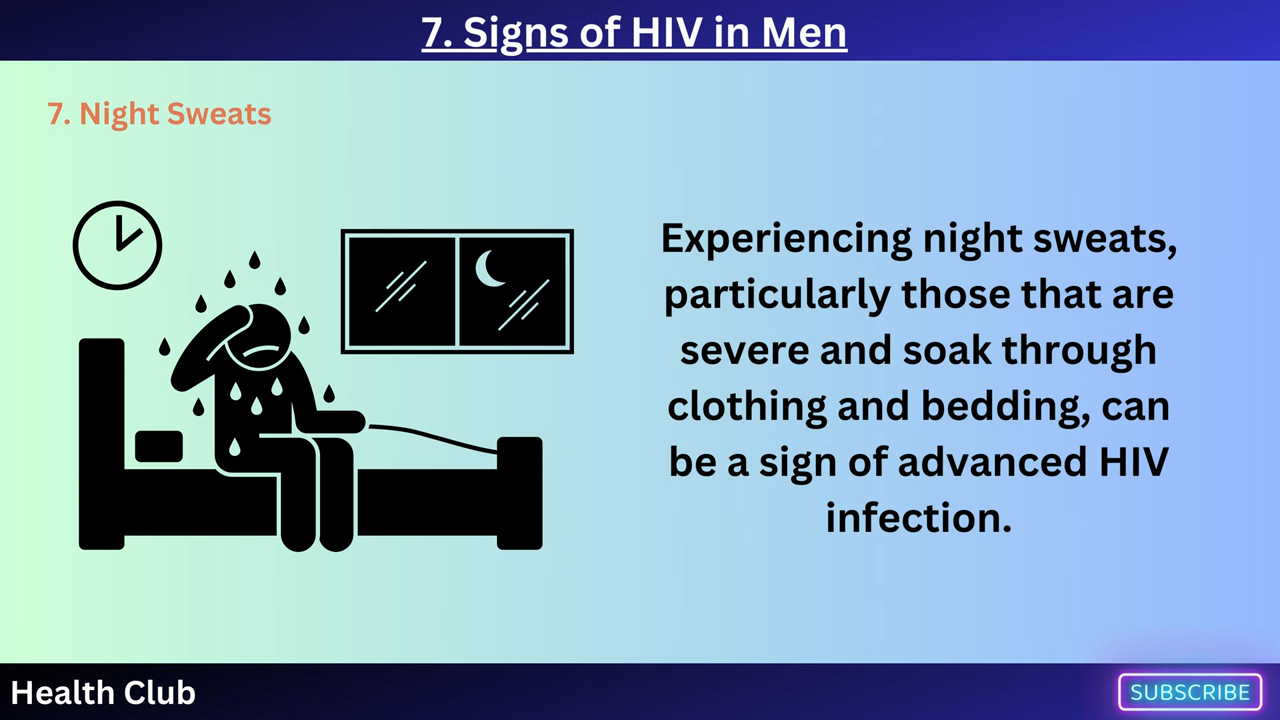 7. Signs of HIV in Men
7. Night Sweats
Experiencing night sweats,
particularly those that are
severe and soak through
clothing and bedding, can
be a sign of advanced HIV
infection.
Health Club
SUBSCRIBE